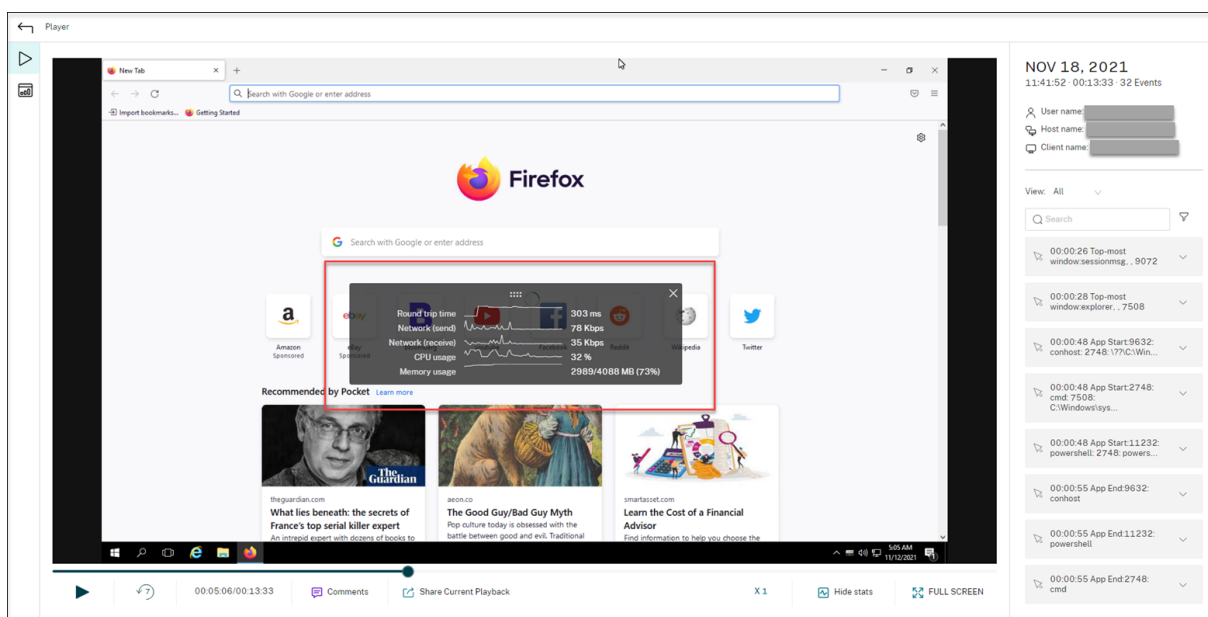 Player
New Tab
Search with Google or enter address
Import bookmarks... Getting Started
Firefox
Search with Google or enter address
Round trip time 303 ms
Network (send) 78 Kbps
Network (receive) 35 Kbps
CPU usage 32 %
Memory usage 2989/4088 MB (73%)
Amazon
Sponsored
eBay
Sponsored
Facebook
Reddit
Wikipedia
Twitter
Recommended by Pocket Learn more
The
Guardian
theguardian.com
What lies beneath: the secrets of
France's top serial killer expert
An intrepid expert with dozens of books to
aeon.co
The Good Guy/Bad Guy Myth
Pop culture today is obsessed with the
battle between good and evil. Traditional
smartasset.com
Learn the Cost of a Financial
Advisor
Find information to help you choose the
5:05 AM
11/12/2021
7
00:05:06/00:13:33
Comments
Share Current Playback
X 1
Hide stats
FULL SCREEN
NOV 18, 2021
11:41:52 · 00:13:33 · 32 Events
User name:
Host name:
Client name:
View: All
Search
00:00:26 Top-most
window:sessionmsg, , 9072
00:00:28 Top-most
window:explorer, , 7508
00:00:48 App Start:9632:
conhost: 2748: \??\C:\Win...
00:00:48 App Start:2748:
cmd: 7508:
C:\Windows\sys...
00:00:48 App Start:11232:
powershell: 2748: powers...
00:00:55 App End:9632:
conhost
00:00:55 App End:11232:
powershell
00:00:55 App End:2748:
cmd